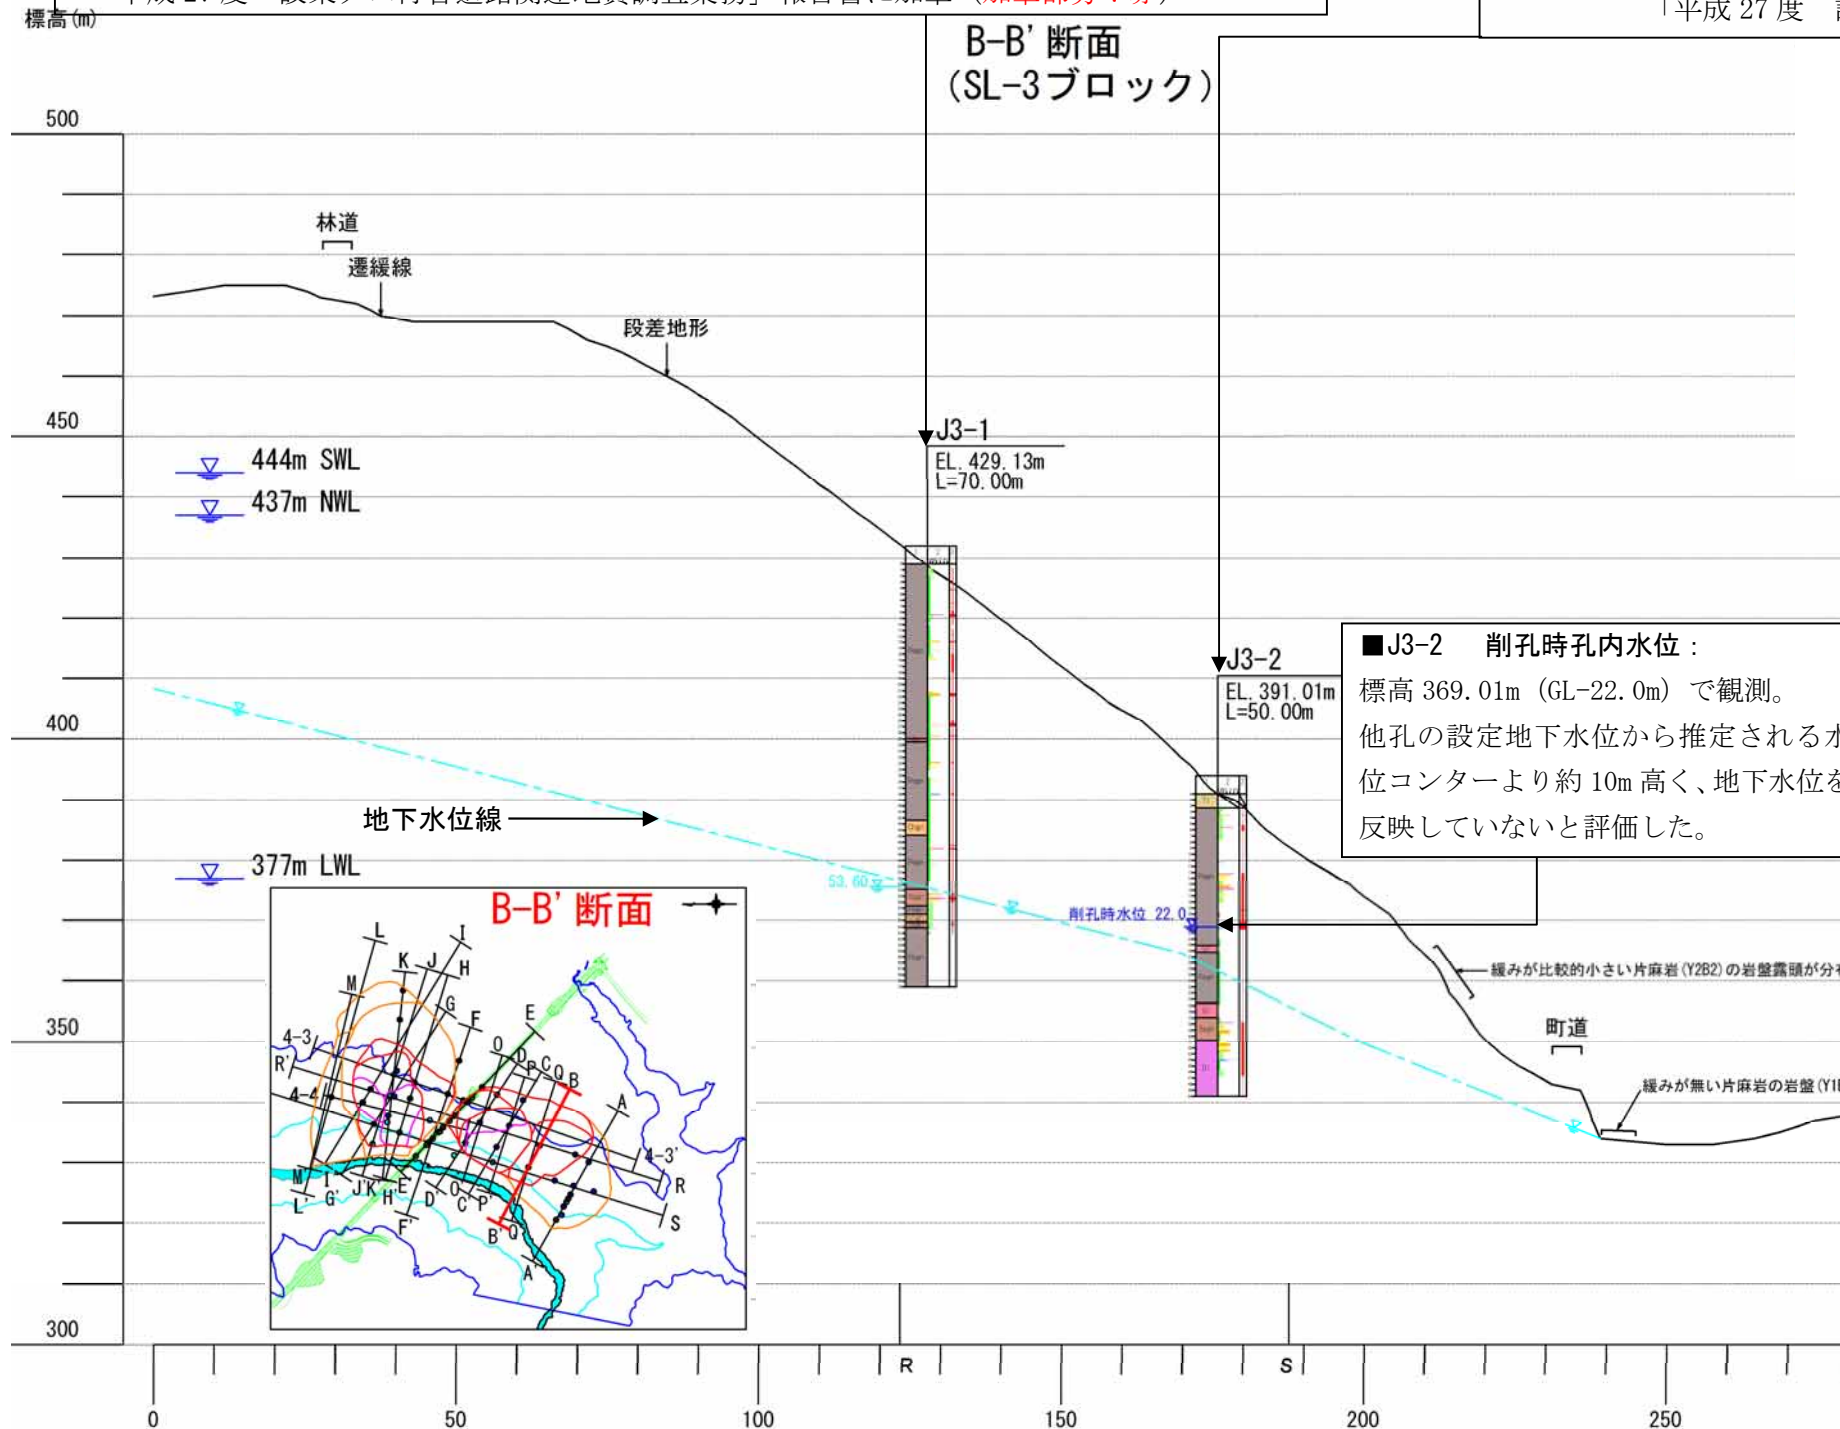 標高(m)
「平成 27 度
B-B' 断面
(SL-3ブロック)
500
林道
遷緩線
段差地形
450
444m SWL
437m NWL
J3-1
EL. 429.13m
L=70.00m
J3-2
EL. 391.01m
L=50.00m
■J3-2 削孔時孔内水位：
標高 369.01m (GL-22.0m) で観測。
他孔の設定地下水位から推定される水
位コンターより約 10m 高く、地下水位を
反映していないと評価した。
400
地下水位線
377m LWL
53.60
削孔時水位 22.0
緩みが比較的小さい片麻岩(Y2B2)の岩盤露頭が分
350
町道
緩みが無い片麻岩の岩盤(Y1
B-B' 断面
L
K
J
I
H
M
G
F
E
4-3
R'
4-4
O
D
P
C
Q
B
A
4-3'
R
S
M'
L'
I'
G'
J'
K'
H'
E'
F'
D'
O'
C'
P'
B'
Q'
A'
300
R
S
0
50
100
150
200
250